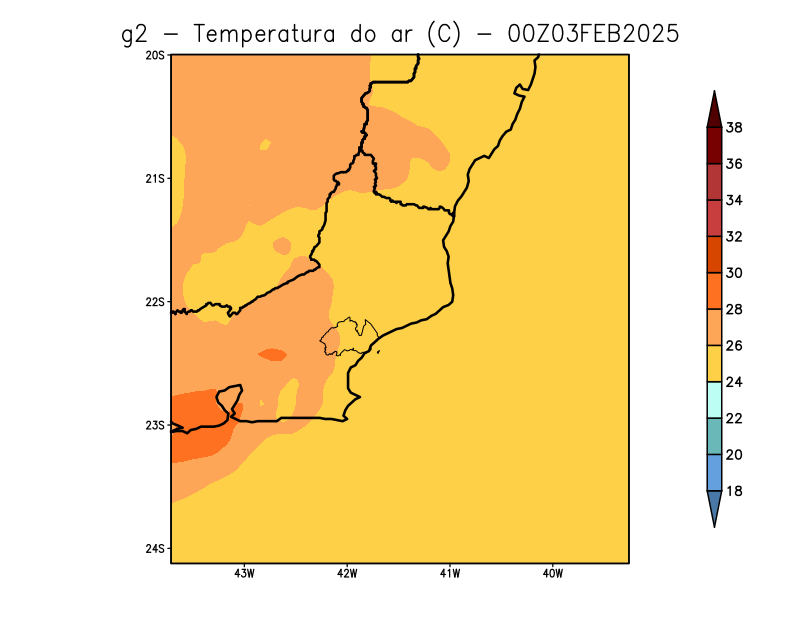 g2 – Temperatura do ar (C) – 00Z03FEB2025
20S
21S
22S
23S
24S
43W
42W
41W
40W
38
36
34
32
30
28
26
24
22
20
18